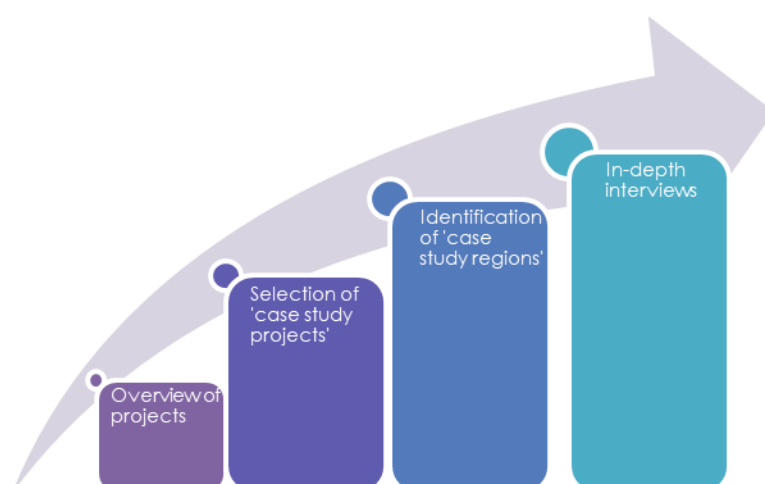 Overview of
projects
Selection of
'case study
projects'
Identification
of 'case
study regions'
In-depth
interviews